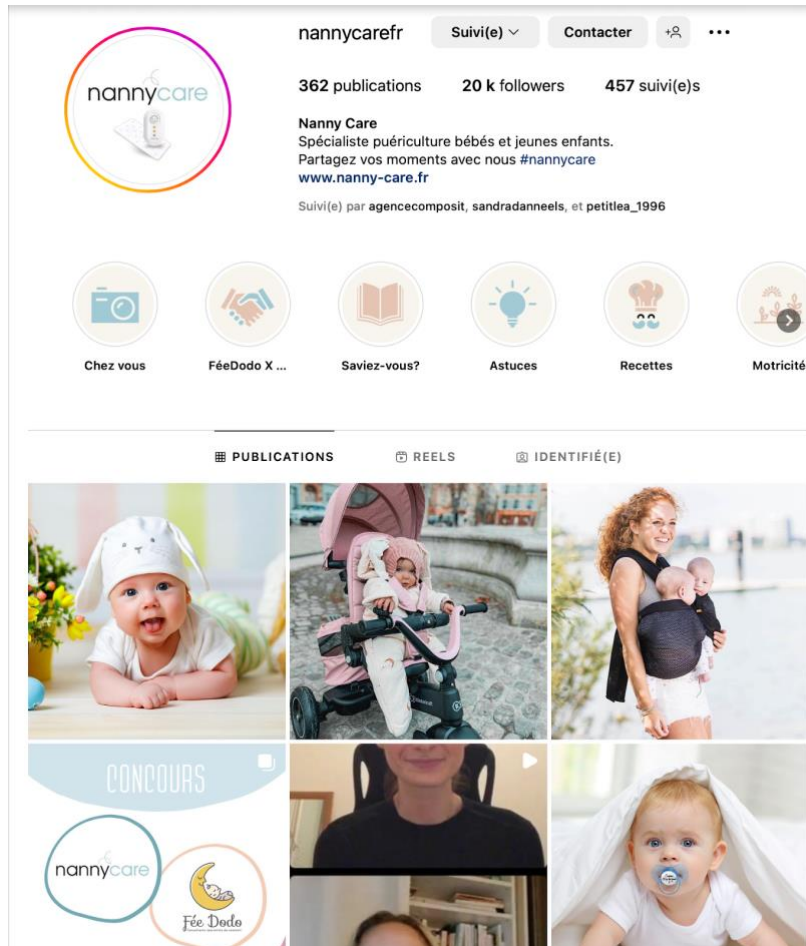 nannycarefr Suivi(e) Contacter
nannycare
362 publications 20 k followers 457 suivi(e)s
Nanny Care
Spécialiste puériculture bébés et jeunes enfants.
Partagez vos moments avec nous #nannycare
www.nanny-care.fr
Suivi(e) par agencecomposit, sandradanneels, et petitlea_1996
Chez vous FéeDodo X ... Saviez-vous? Astuces Recettes Motricité
PUBLICATIONS REELS IDENTIFIÉ(E)
CONCOURS
nannycare
Fée Dodo